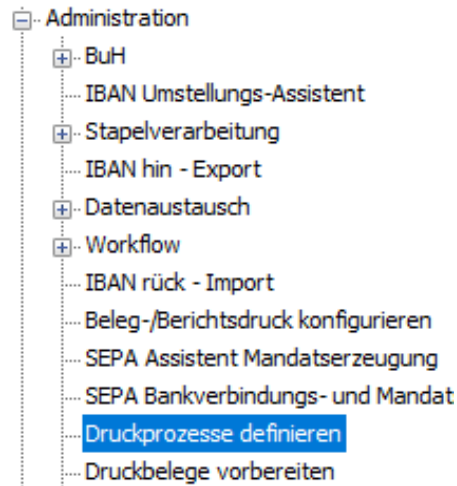 Administration
BuH
IBAN Umstellungs-Assistent
Stapelverarbeitung
IBAN hin - Export
Datenaustausch
Workflow
IBAN rück - Import
Beleg-/Berichtsdruck konfigurieren
SEPA Assistent Mandatserzeugung
SEPA Bankverbindungs- und Mandat
Druckprozesse definieren
Druckbelege vorbereiten